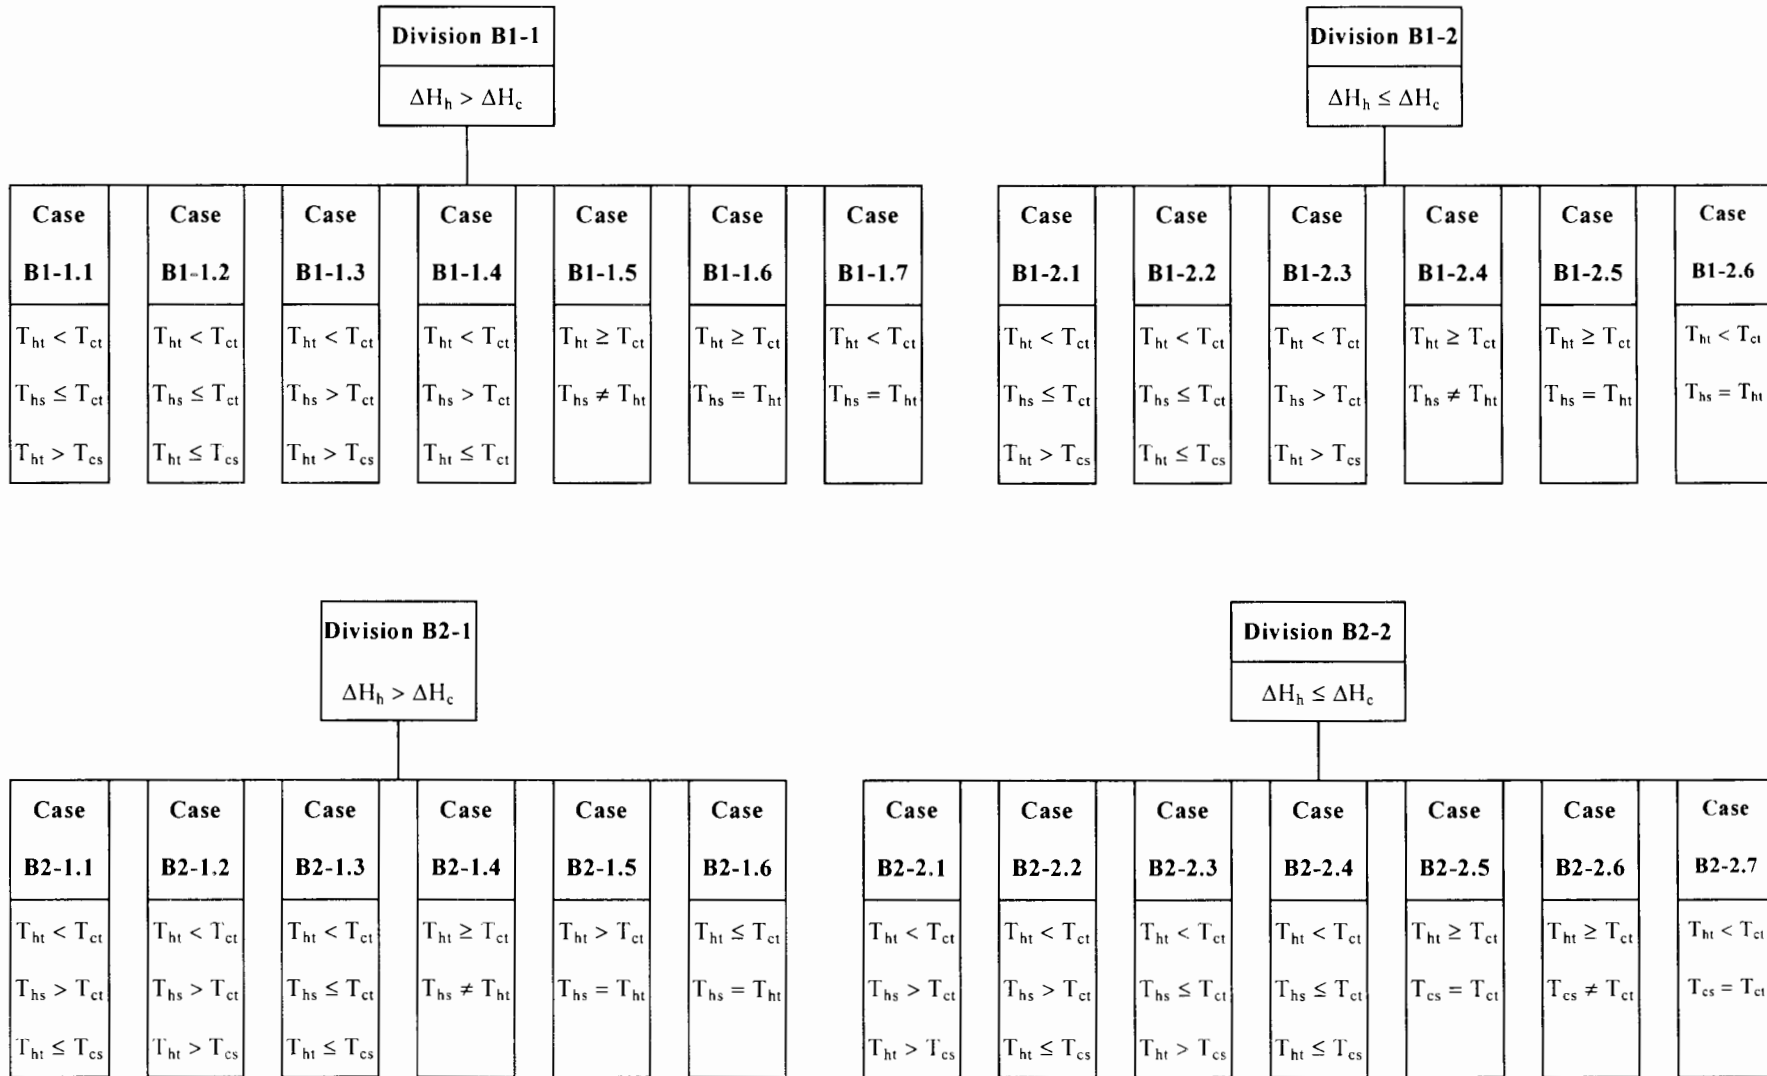 Division B1-1
ΔHₕ > ΔH꜀
Case
B1-1.1
T_ht < T_ct
T_hs ≤ T_ct
T_ht > T_cs
Case
B1-1.2
T_ht < T_ct
T_hs ≤ T_ct
T_ht ≤ T_cs
Case
B1-1.3
T_ht < T_ct
T_hs > T_ct
T_ht > T_cs
Case
B1-1.4
T_ht < T_ct
T_hs > T_ct
T_ht ≤ T_ct
Case
B1-1.5
T_ht ≥ T_ct
T_hs ≠ T_ht
Case
B1-1.6
T_ht ≥ T_ct
T_hs = T_ht
Case
B1-1.7
T_ht < T_ct
T_hs = T_ht
Division B1-2
ΔHₕ ≤ ΔH꜀
Case
B1-2.1
T_ht < T_ct
T_hs ≤ T_ct
T_ht > T_cs
Case
B1-2.2
T_ht < T_ct
T_hs ≤ T_ct
T_ht ≤ T_cs
Case
B1-2.3
T_ht < T_ct
T_hs > T_ct
T_ht > T_cs
Case
B1-2.4
T_ht ≥ T_ct
T_hs ≠ T_ht
Case
B1-2.5
T_ht ≥ T_ct
T_hs = T_ht
Case
B1-2.6
T_ht < T_ct
T_hs = T_ht
Division B2-1
ΔHₕ > ΔH꜀
Case
B2-1.1
T_ht < T_ct
T_hs > T_ct
T_ht ≤ T_cs
Case
B2-1.2
T_ht < T_ct
T_hs > T_ct
T_ht > T_cs
Case
B2-1.3
T_ht < T_ct
T_hs ≤ T_ct
T_ht ≤ T_cs
Case
B2-1.4
T_ht ≥ T_ct
T_hs ≠ T_ht
Case
B2-1.5
T_ht > T_ct
T_hs = T_ht
Case
B2-1.6
T_ht ≤ T_ct
T_hs = T_ht
Division B2-2
ΔHₕ ≤ ΔH꜀
Case
B2-2.1
T_ht < T_ct
T_hs > T_ct
T_ht > T_cs
Case
B2-2.2
T_ht < T_ct
T_hs > T_ct
T_ht ≤ T_cs
Case
B2-2.3
T_ht < T_ct
T_hs ≤ T_ct
T_ht > T_cs
Case
B2-2.4
T_ht < T_ct
T_hs ≤ T_ct
T_ht ≤ T_cs
Case
B2-2.5
T_ht ≥ T_ct
T_cs = T_ct
Case
B2-2.6
T_ht ≥ T_ct
T_cs ≠ T_ct
Case
B2-2.7
T_ht < T_ct
T_cs = T_ct